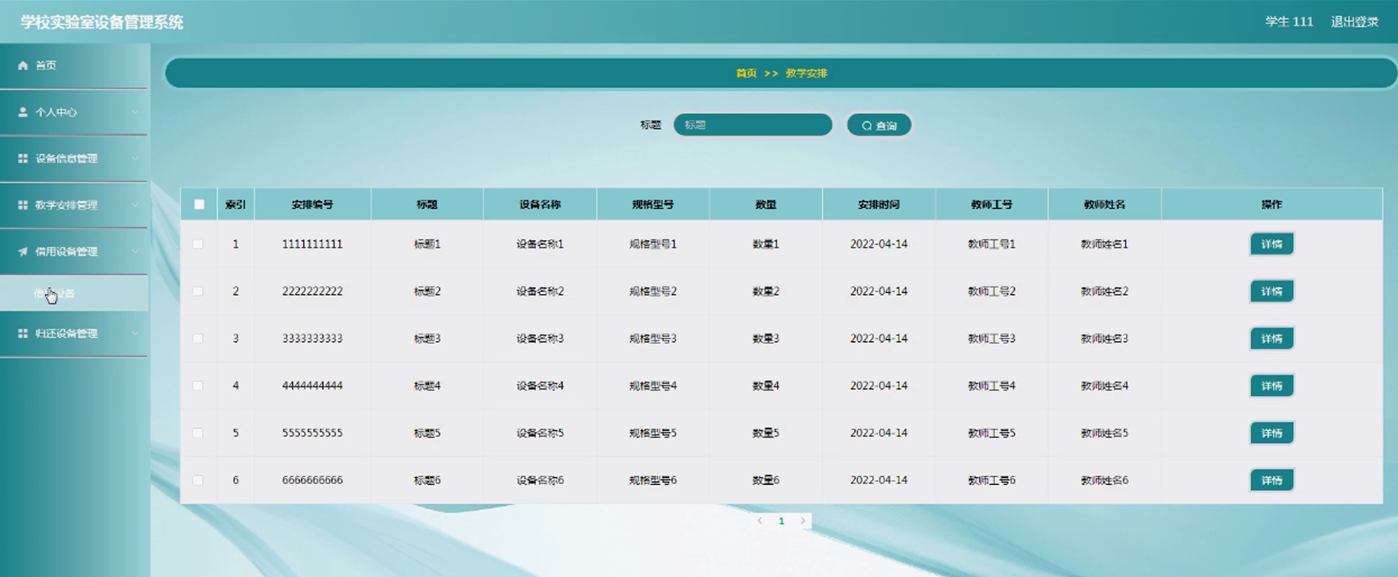 学校实验室设备管理系统 学生 111 退出登录
首页
个人中心
设备信息管理
教学安排管理
借用设备管理
设备
归还设备管理
首页 >> 教学安排
标题 标题 查询
索引 安排编号 标题 设备名称 规格型号 数量 安排时间 教师工号 教师姓名 操作
1 1111111111 标题1 设备名称1 规格型号1 数量1 2022-04-14 教师工号1 教师姓名1 详情
2 2222222222 标题2 设备名称2 规格型号2 数量2 2022-04-14 教师工号2 教师姓名2 详情
3 3333333333 标题3 设备名称3 规格型号3 数量3 2022-04-14 教师工号3 教师姓名3 详情
4 4444444444 标题4 设备名称4 规格型号4 数量4 2022-04-14 教师工号4 教师姓名4 详情
5 5555555555 标题5 设备名称5 规格型号5 数量5 2022-04-14 教师工号5 教师姓名5 详情
6 6666666666 标题6 设备名称6 规格型号6 数量6 2022-04-14 教师工号6 教师姓名6 详情
< 1 >